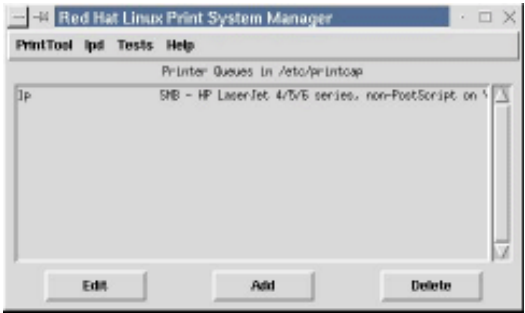 Red Hat Linux Print System Manager
PrintTool lpd Tests Help
Printer Queues in /etc/printcap
lp SMB - HP LaserJet 4/5/6 series, non-PostScript on \
Edit Add Delete